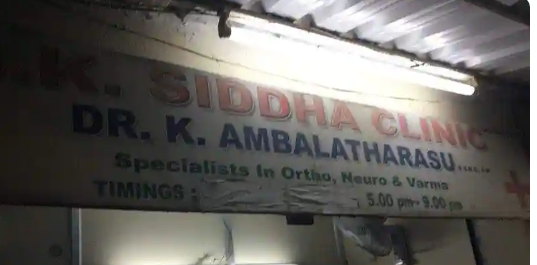 .K. SIDDHA CLINIC
DR. K. AMBALATHARASU
Specialists In Ortho, Neuro & Varma
TIMINGS : 5.00 pm- 9.00 pm